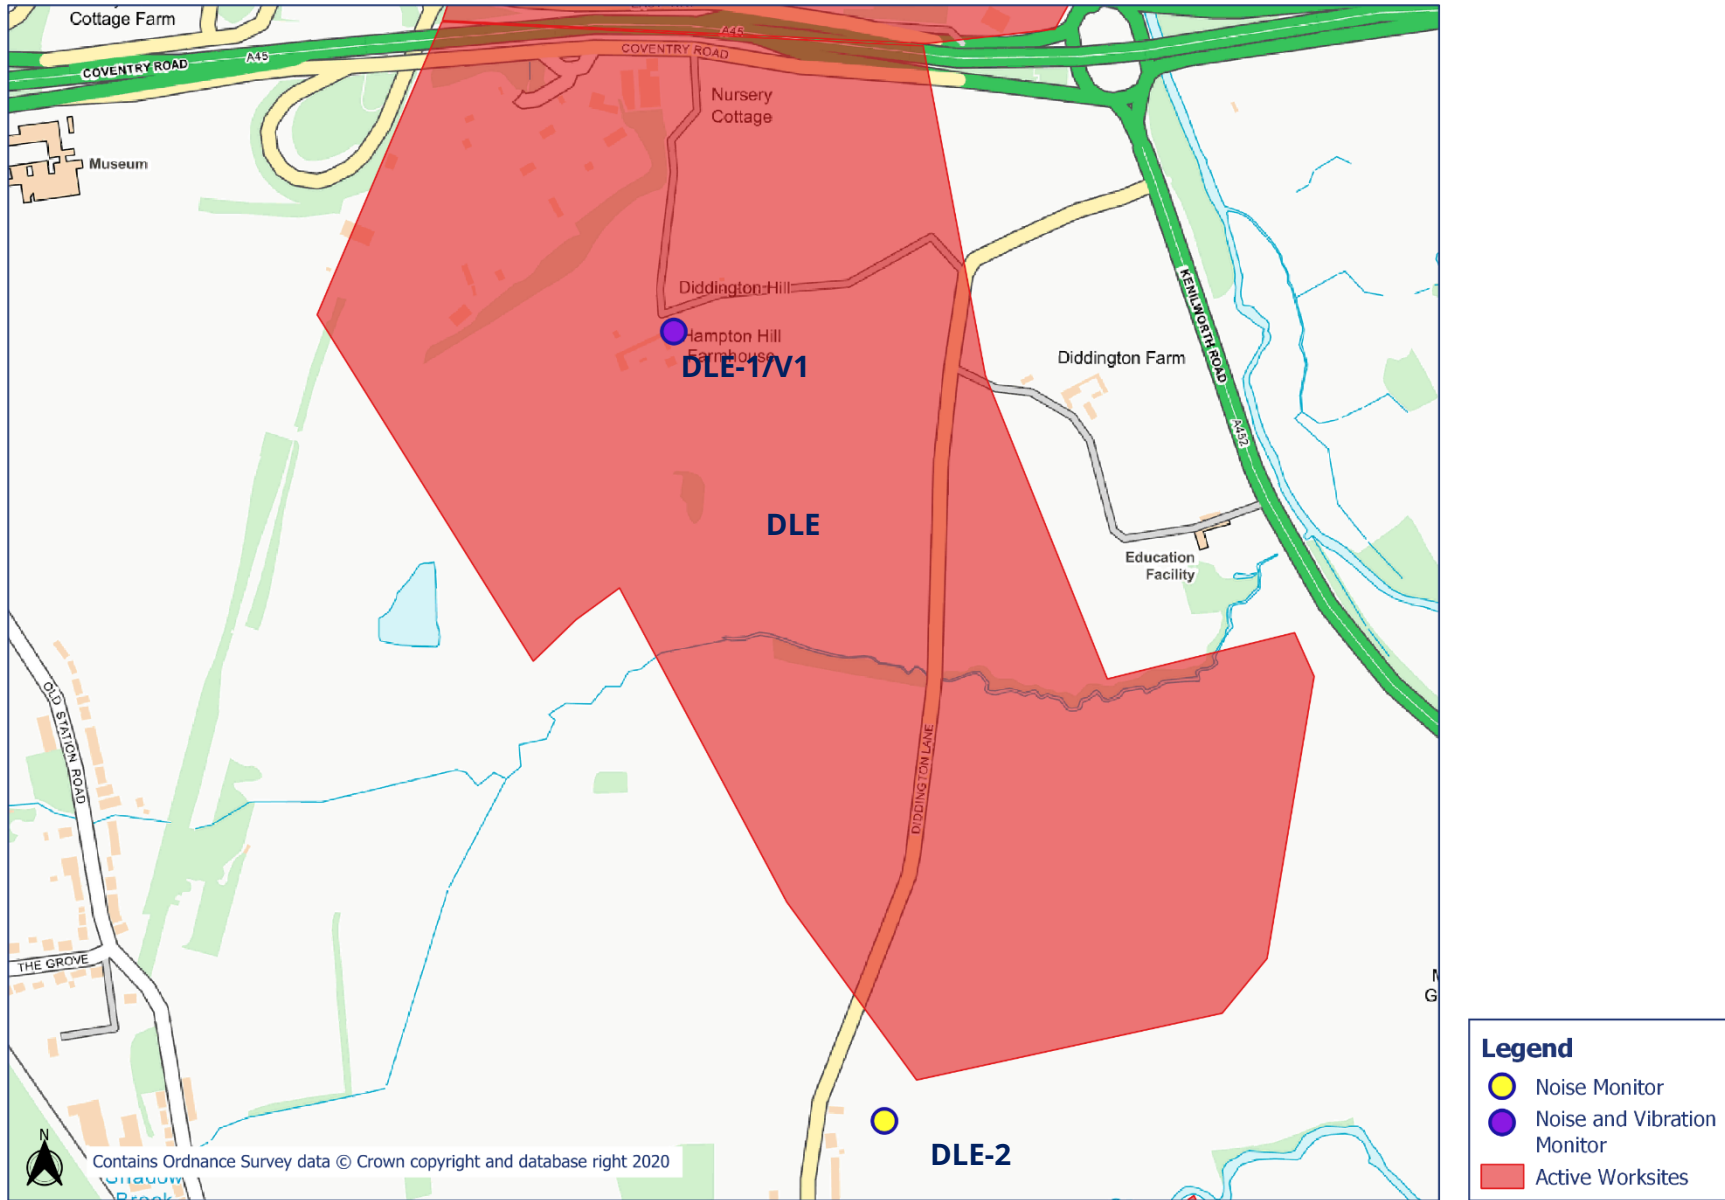 Cottage Farm
A45
COVENTRY ROAD
A45
COVENTRY ROAD
Nursery
Cottage
Museum
KENILWORTH ROAD
Diddington Hill
Hampton Hill
Farmhouse
DLE-1/V1
Diddington Farm
A452
DLE
Education
Facility
OLD STATION ROAD
DIDDINGTON LANE
THE GROVE
G
Legend
Noise Monitor
Noise and Vibration
Monitor
Active Worksites
DLE-2
N
Contains Ordnance Survey data © Crown copyright and database right 2020
Shadow
Brook